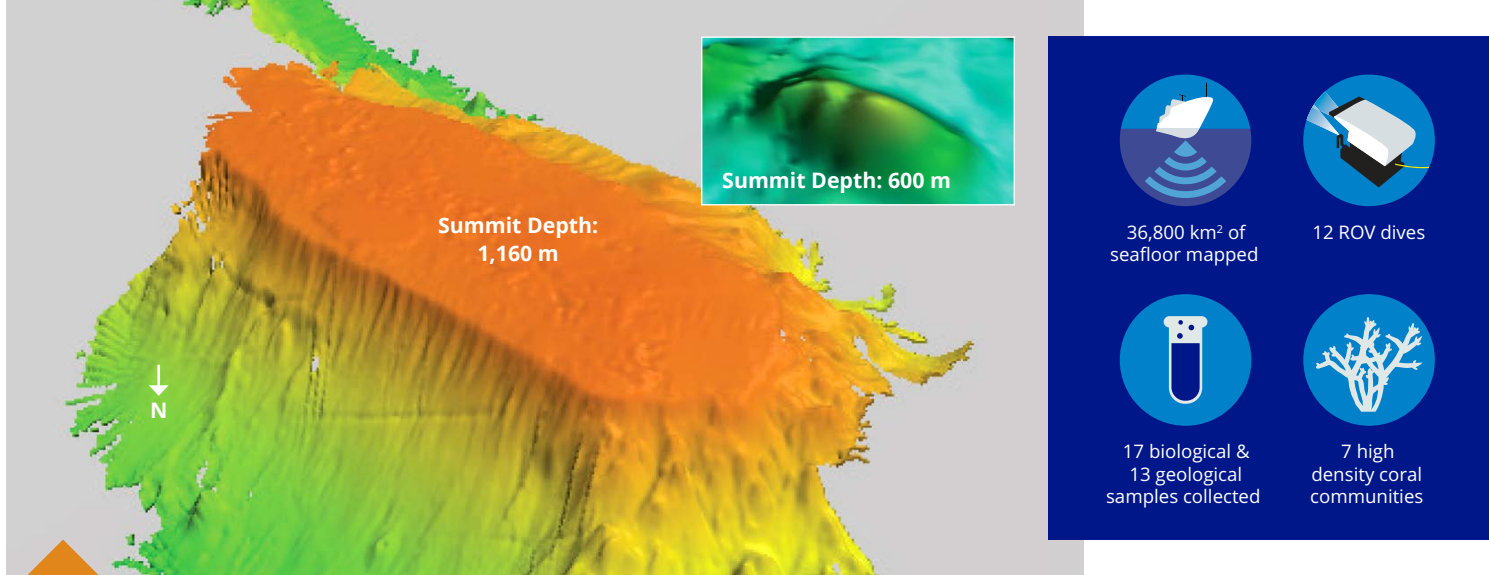 Summit Depth:
1,160 m
N
Summit Depth: 600 m
36,800 km² of
seafloor mapped
12 ROV dives
17 biological &
13 geological
samples collected
7 high
density coral
communities